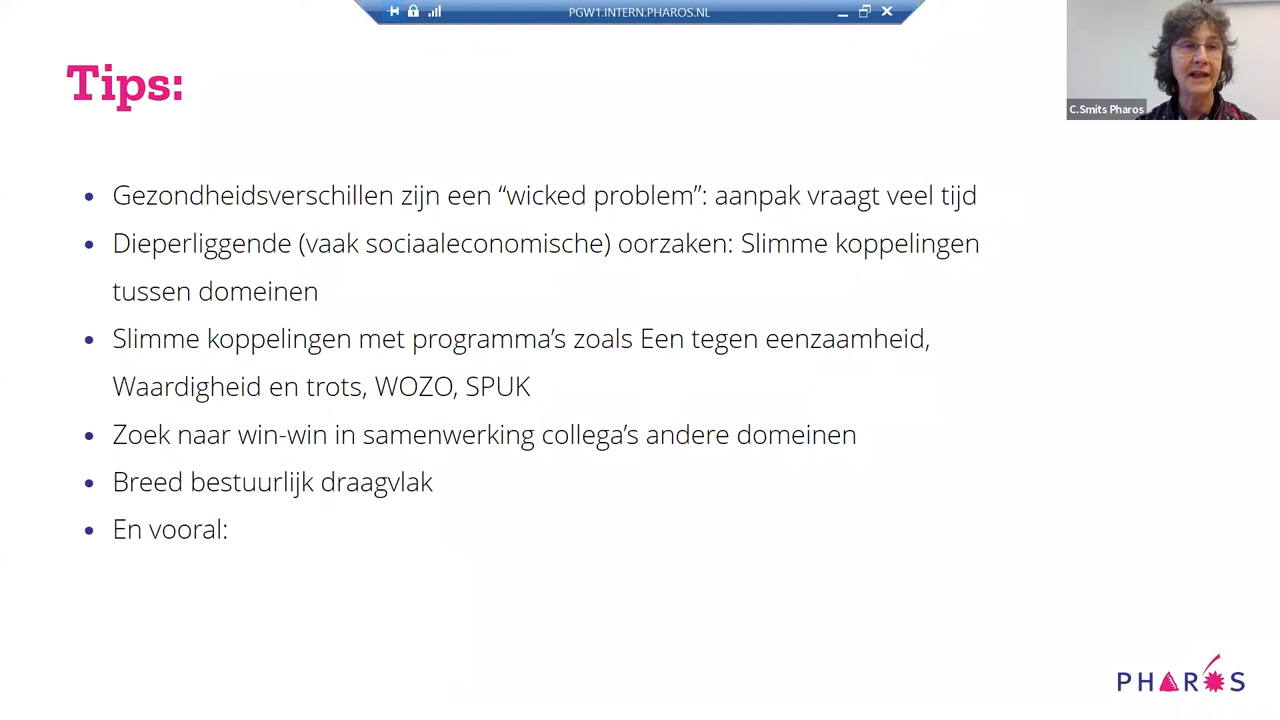 PGW1.INTERN.PHAROS.NL
Tips:
C.Smits Pharos
• Gezondheidsverschillen zijn een “wicked problem”: aanpak vraagt veel tijd
• Dieperliggende (vaak sociaaleconomische) oorzaken: Slimme koppelingen
tussen domeinen
• Slimme koppelingen met programma’s zoals Een tegen eenzaamheid,
Waardigheid en trots, WOZO, SPUK
• Zoek naar win-win in samenwerking collega’s andere domeinen
• Breed bestuurlijk draagvlak
• En vooral:
PHAROS